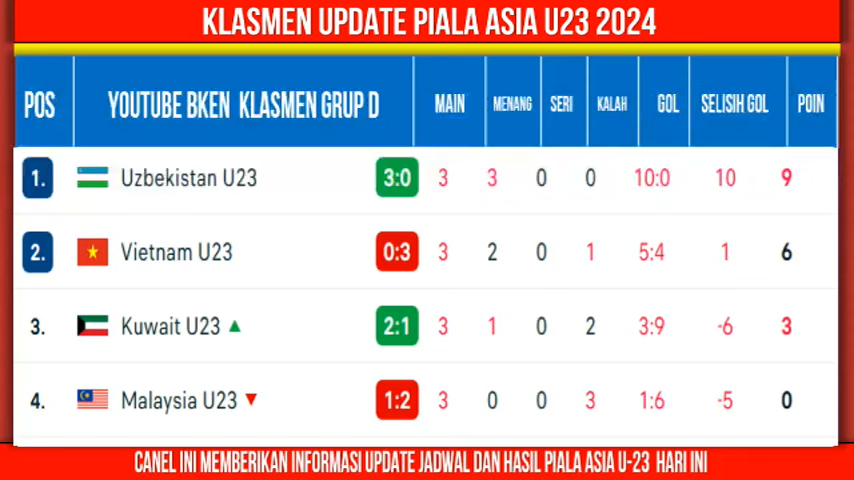 KLASMEN UPDATE PIALA ASIA U23 2024
POS YOUTUBE BKEN KLASMEN GRUP D MAIN MENANG SERI KALAH GOL SELISIH GOL POIN
1. Uzbekistan U23 3:0 3 3 0 0 10:0 10 9
2. Vietnam U23 0:3 3 2 0 1 5:4 1 6
3. Kuwait U23 2:1 3 1 0 2 3:9 -6 3
4. Malaysia U23 1:2 3 0 0 3 1:6 -5 0
CANEL INI MEMBERIKAN INFORMASI UPDATE JADWAL DAN HASIL PIALA ASIA U-23 HARI INI